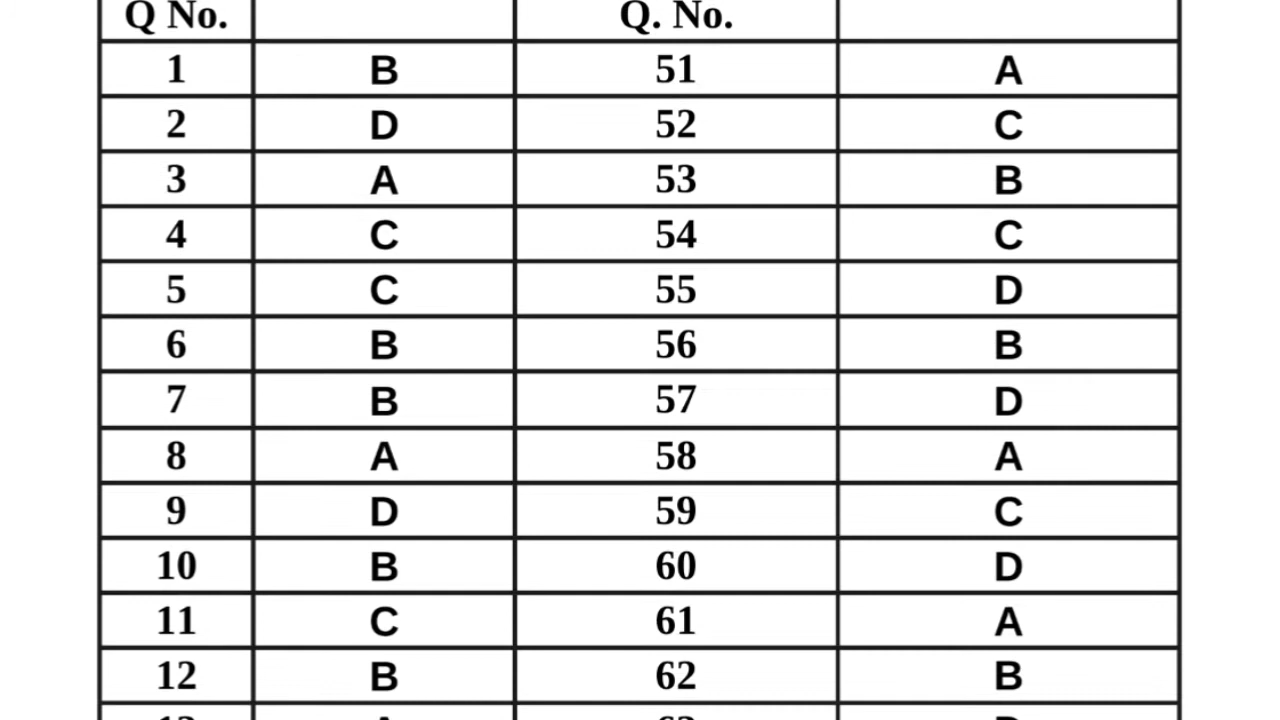 Q No. Q. No.
1 B 51 A
2 D 52 C
3 A 53 B
4 C 54 C
5 C 55 D
6 B 56 B
7 B 57 D
8 A 58 A
9 D 59 C
10 B 60 D
11 C 61 A
12 B 62 B